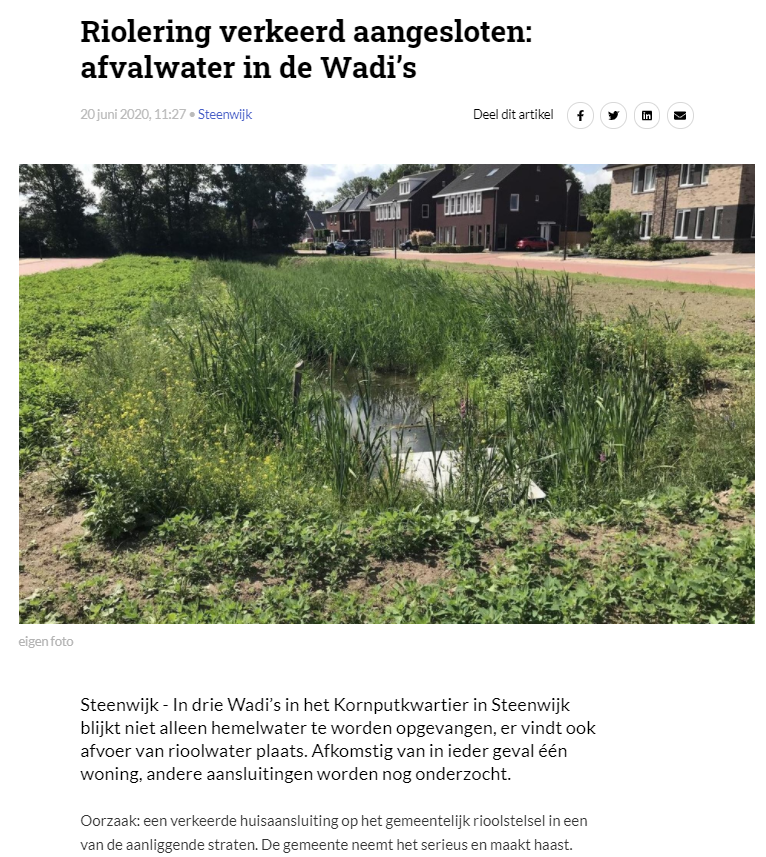 Riolering verkeerd aangesloten:
afvalwater in de Wadi’s
20 juni 2020, 11:27 • Steenwijk
Deel dit artikel
eigen foto
Steenwijk - In drie Wadi’s in het Kornputkwartier in Steenwijk
blijkt niet alleen hemelwater te worden opgevangen, er vindt ook
afvoer van rioolwater plaats. Afkomstig van in ieder geval één
woning, andere aansluitingen worden nog onderzocht.
Oorzaak: een verkeerde huisaansluiting op het gemeentelijk rioolstelsel in een
van de aanliggende straten. De gemeente neemt het serieus en maakt haast.